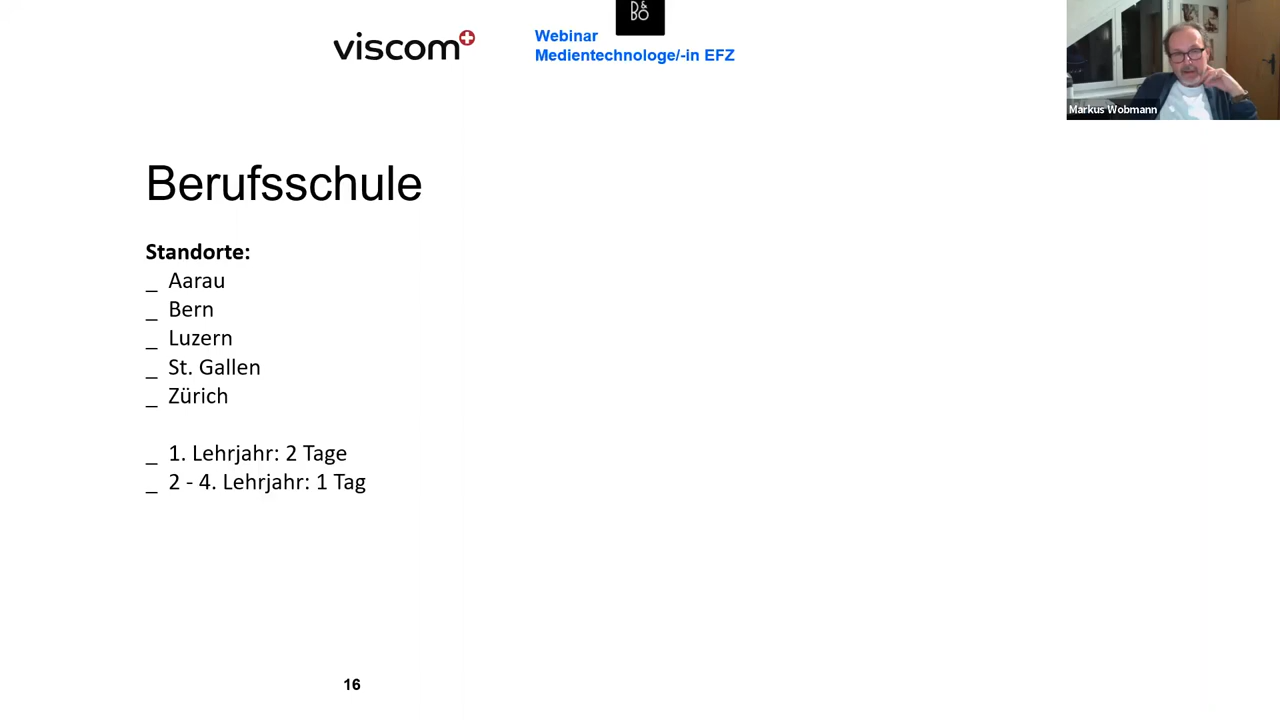 viscom
Webinar
Medientechnologe/-in EFZ
D&
BO
Markus Wobmann
Berufsschule
Standorte:
_ Aarau
_ Bern
_ Luzern
_ St. Gallen
_ Zürich
_ 1. Lehrjahr: 2 Tage
_ 2 - 4. Lehrjahr: 1 Tag
16